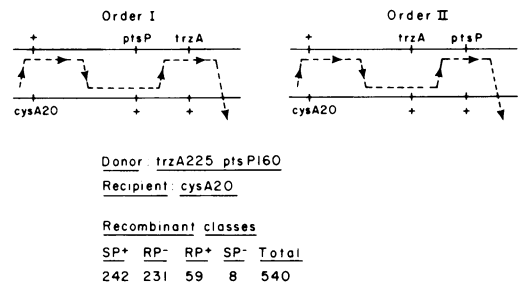 Order I Order II
+ ptsP trzA + trzA ptsP
cysA20 + + cysA20 + +
Donor: trzA225 ptsP160
Recipient: cysA20
Recombinant classes
SP+ RP- RP+ SP- Total
242 231 59 8 540